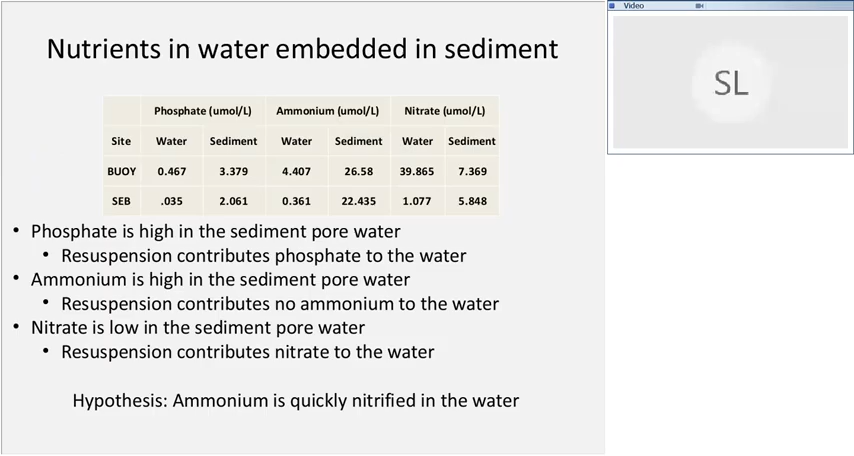 Nutrients in water embedded in sediment
Phosphate (umol/L) Ammonium (umol/L) Nitrate (umol/L)
Site Water Sediment Water Sediment Water Sediment
BUOY 0.467 3.379 4.407 26.58 39.865 7.369
SEB .035 2.061 0.361 22.435 1.077 5.848
• Phosphate is high in the sediment pore water
• Resuspension contributes phosphate to the water
• Ammonium is high in the sediment pore water
• Resuspension contributes no ammonium to the water
• Nitrate is low in the sediment pore water
• Resuspension contributes nitrate to the water
Hypothesis: Ammonium is quickly nitrified in the water
Video
SL